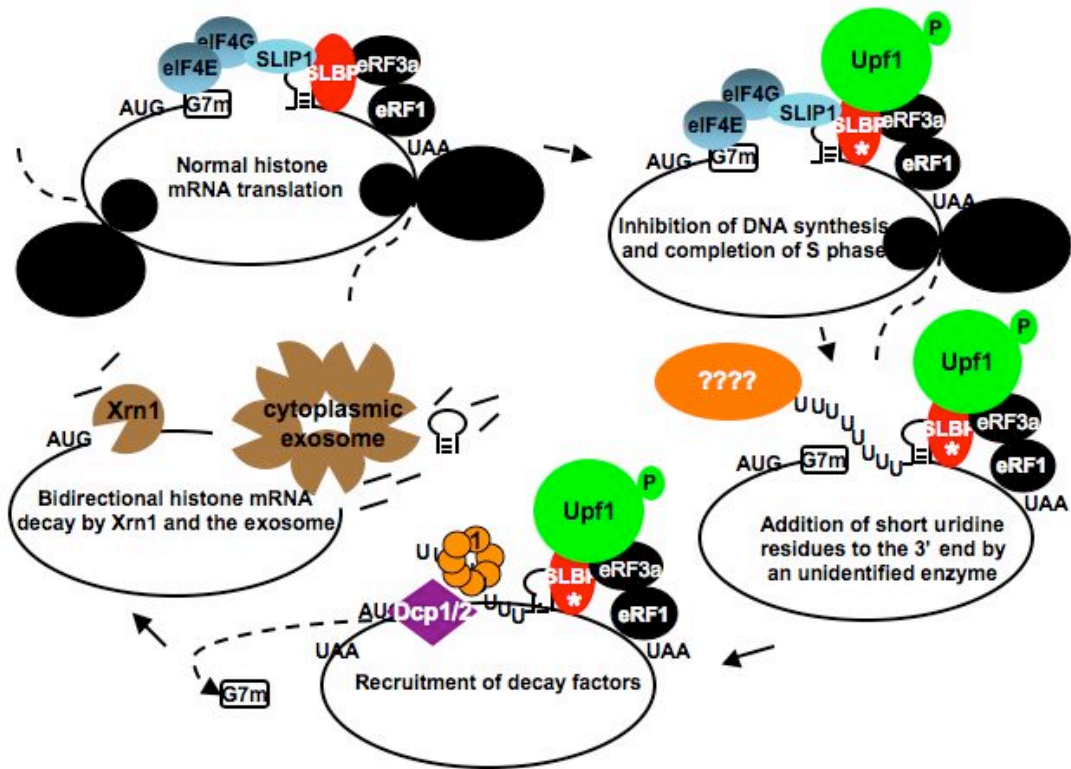 eIF4G
eIF4E
SLIP1
SLBP
eRF3a
eRF1
AUG
G7m
UAA
Normal histone
mRNA translation
P
Upf1
eIF4G
eIF4E
SLIP1
SLBP
*
eRF3a
eRF1
AUG
G7m
UAA
Inhibition of DNA synthesis
and completion of S phase
P
Upf1
????
UUUUUUUU
SLBP
*
eRF3a
eRF1
AUG
G7m
UAA
Addition of short uridine
residues to the 3' end by
an unidentified enzyme
P
Upf1
U
1
UUU
SLBP
*
eRF3a
eRF1
AU
Dcp1/2
UAA
UAA
Recruitment of decay factors
G7m
Xrn1
cytoplasmic
exosome
AUG
Bidirectional histone mRNA
decay by Xrn1 and the exosome